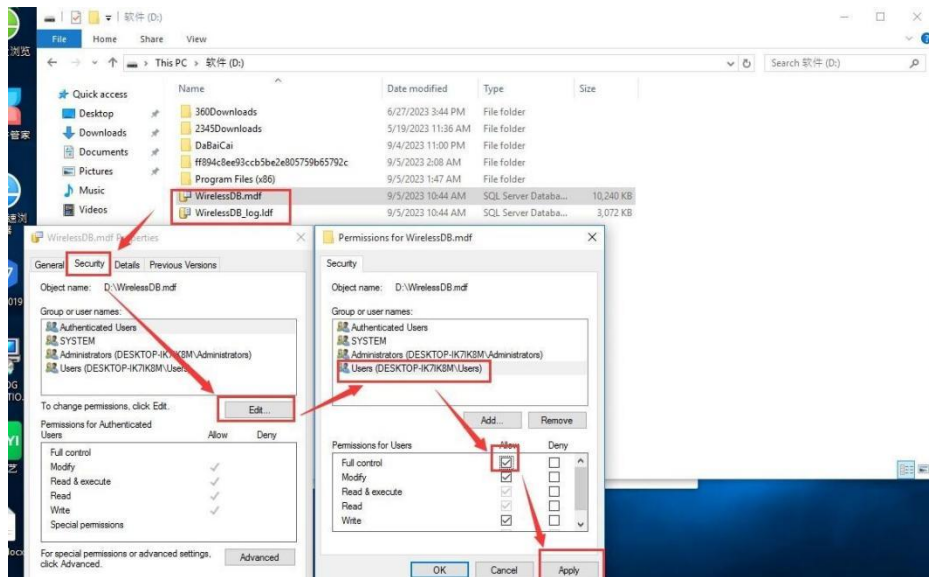 软件 (D:)
File Home Share View
This PC › 软件 (D:)
Search 软件 (D:)
Name Date modified Type Size
Quick access
Desktop
Downloads
Documents
Pictures
Music
Videos
360Downloads 6/27/2023 3:44 PM File folder
2345Downloads 5/19/2023 11:36 AM File folder
DaBaiCai 9/4/2023 11:00 PM File folder
ff894c8ee93ccb5be2e805759b65792c 9/5/2023 2:08 AM File folder
Program Files (x86) 9/5/2023 1:47 AM File folder
WirelessDB.mdf 9/5/2023 10:44 AM SQL Server Databa... 10,240 KB
WirelessDB_log.ldf 9/5/2023 10:44 AM SQL Server Databa... 3,072 KB
WirelessDB.mdf Properties
General Security Details Previous Versions
Object name: D:\WirelessDB.mdf
Group or user names:
Authenticated Users
SYSTEM
Administrators (DESKTOP-IK7IK8M\Administrators)
Users (DESKTOP-IK7IK8M\Users)
To change permissions, click Edit.
Edit...
Permissions for Authenticated
Users Allow Deny
Full control
Modify
Read & execute
Read
Write
Special permissions
For special permissions or advanced settings,
click Advanced.
Advanced
Permissions for WirelessDB.mdf
Security
Object name: D:\WirelessDB.mdf
Group or user names:
Authenticated Users
SYSTEM
Administrators (DESKTOP-IK7IK8M\Administrators)
Users (DESKTOP-IK7IK8M\Users)
Add... Remove
Permissions for Users Allow Deny
Full control
Modify
Read & execute
Read
Write
OK Cancel Apply
浏览
管家
019
YI
艺